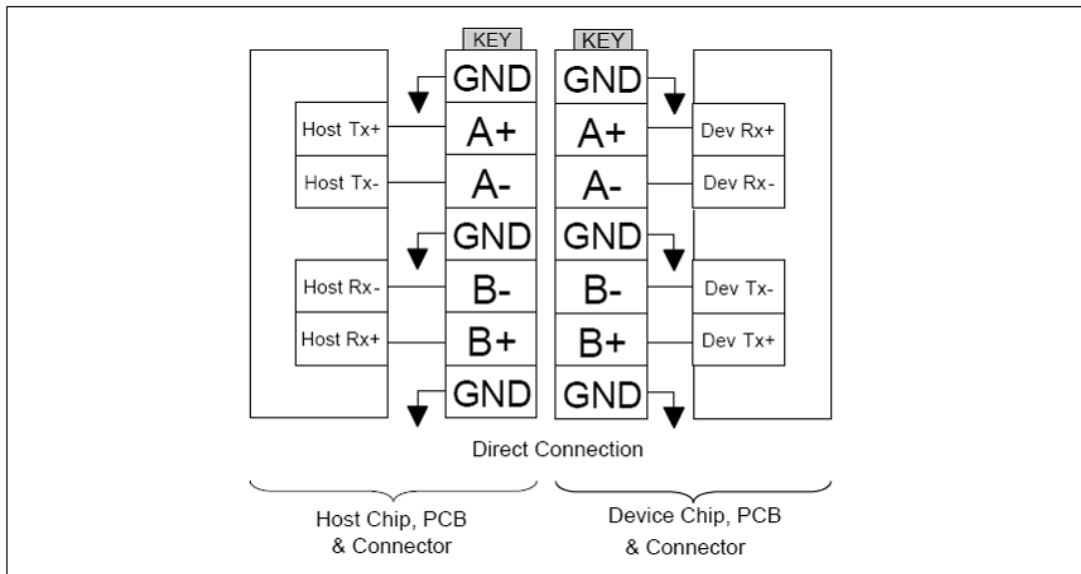 KEY KEY
GND GND
Host Tx+ A+ A+ Dev Rx+
Host Tx- A- A- Dev Rx-
GND GND
Host Rx- B- B- Dev Tx-
Host Rx+ B+ B+ Dev Tx+
GND GND
Direct Connection
Host Chip, PCB
& Connector
Device Chip, PCB
& Connector